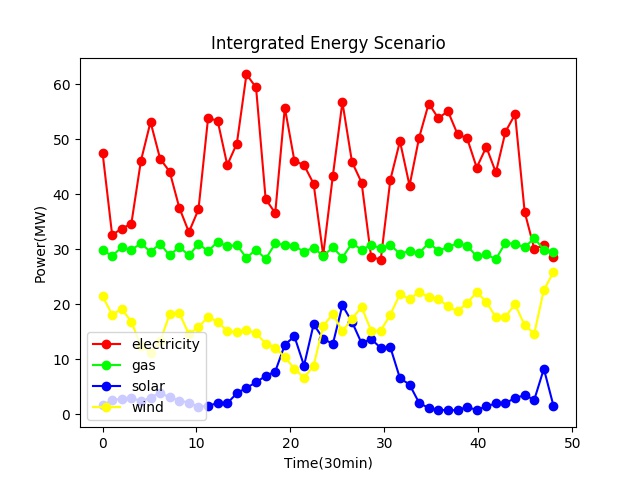 Intergrated Energy Scenario
Power(MW)
60
50
40
30
20
10
0
electricity
gas
solar
wind
0 10 20 30 40 50
Time(30min)